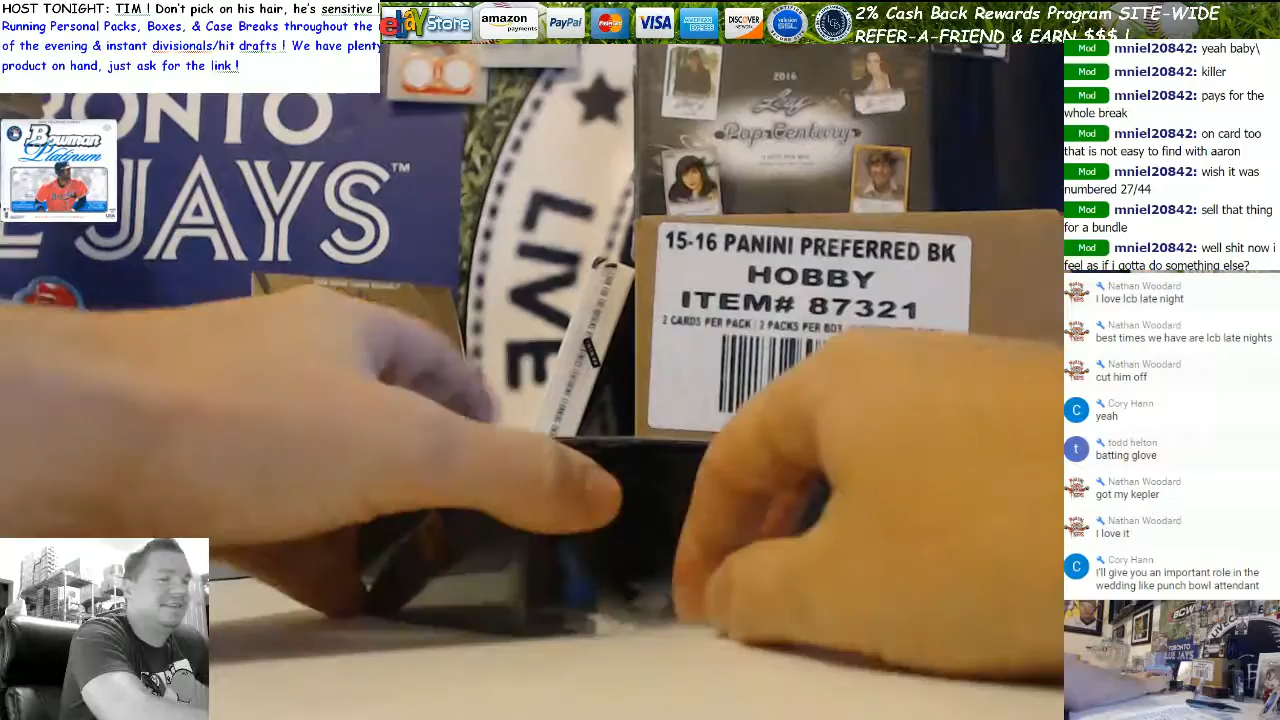 HOST TONIGHT: TIM ! Don't pick on his hair, he's sensitive !
Running Personal Packs, Boxes, & Case Breaks throughout the
of the evening & instant divisionals/hit drafts ! We have plenty
product on hand, just ask for the link !
ebay Store
amazon
payments
PayPal
MasterCard
VISA
AMERICAN EXPRESS
DISCOVER
2% Cash Back Rewards Program SITE-WIDE
REFER-A-FRIEND & EARN $$$ !
Bowman
Platinum
RONTO
JAYS™
LIVE
2016
Leaf
Pop Century
15-16 PANINI PREFERRED BK
HOBBY
ITEM# 87321
2 CARDS PER PACK / 2 PACKS PER BOX
Mod mniel20842: yeah baby\
Mod mniel20842: killer
Mod mniel20842: pays for the
whole break
Mod mniel20842: on card too
that is not easy to find with aaron
Mod mniel20842: wish it was
numbered 27/44
Mod mniel20842: sell that thing
for a bundle
Mod mniel20842: well shit now i
feel as if i gotta do something else?
Nathan Woodard
I love lcb late night
Nathan Woodard
best times we have are lcb late nights
Nathan Woodard
cut him off
C Cory Hann
yeah
t todd helton
batting glove
Nathan Woodard
got my kepler
Nathan Woodard
I love it
C Cory Hann
I'll give you an important role in the
wedding like punch bowl attendant
BCW
TORONTO
BLUE JAYS